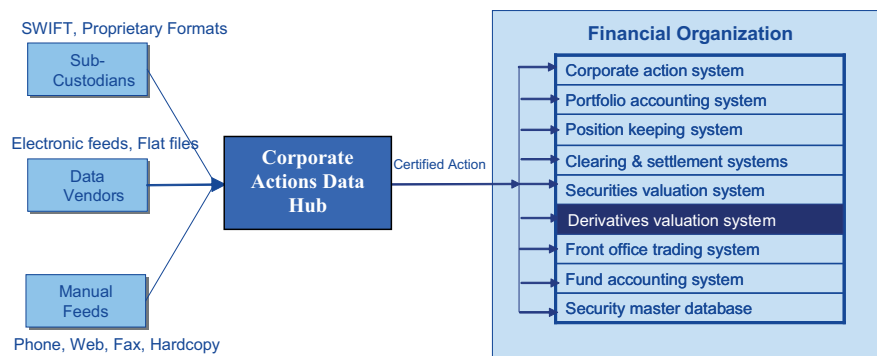 SWIFT, Proprietary Formats
Sub-
Custodians
Electronic feeds, Flat files
Data
Vendors
Manual
Feeds
Phone, Web, Fax, Hardcopy
Corporate
Actions Data
Hub
Certified Action
Financial Organization
Corporate action system
Portfolio accounting system
Position keeping system
Clearing & settlement systems
Securities valuation system
Derivatives valuation system
Front office trading system
Fund accounting system
Security master database